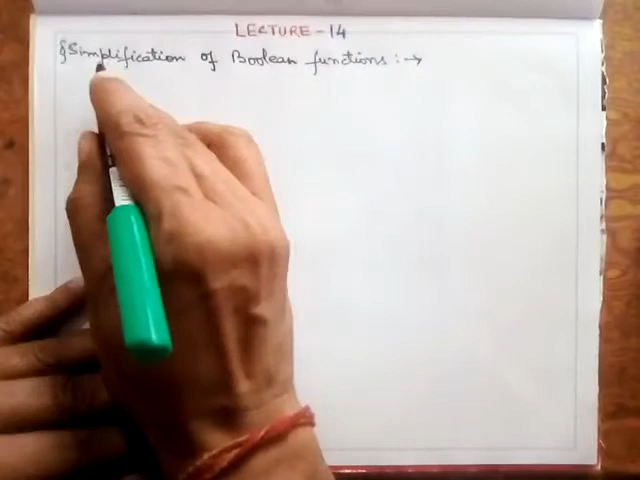 LECTURE - 14
§ Simplification of Boolean functions :→